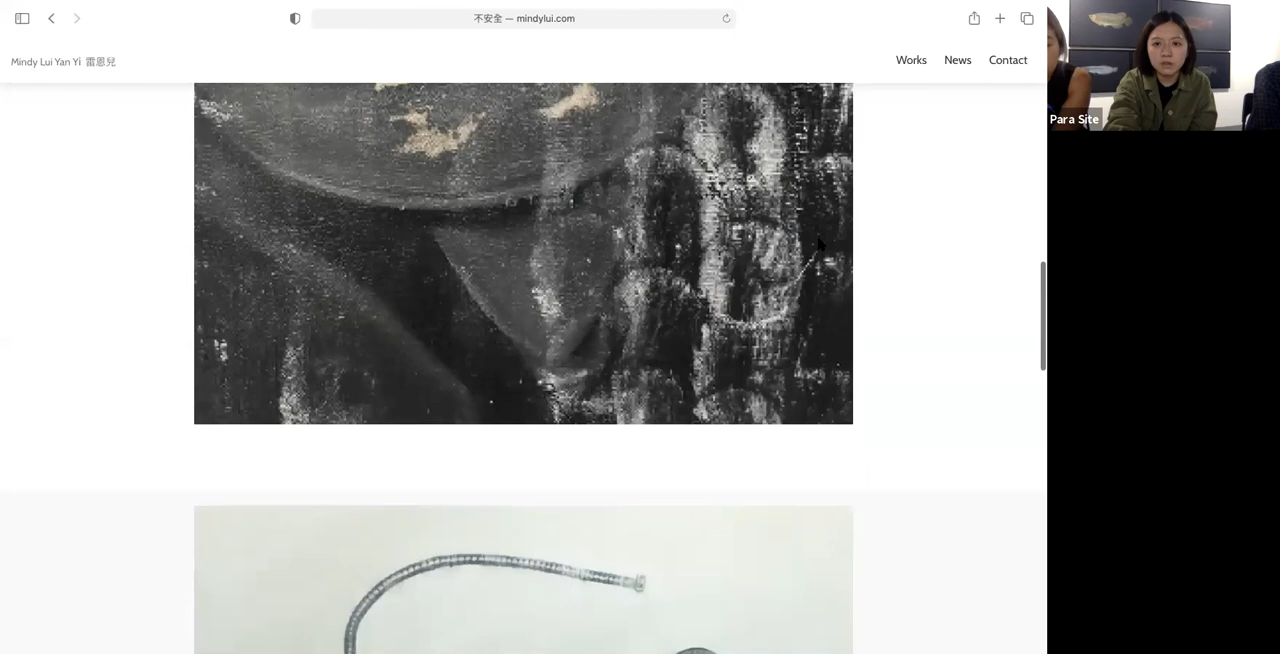 不安全 — mindylui.com
Mindy Lui Yan Yi 雷恩兒
Works
News
Contact
Para Site